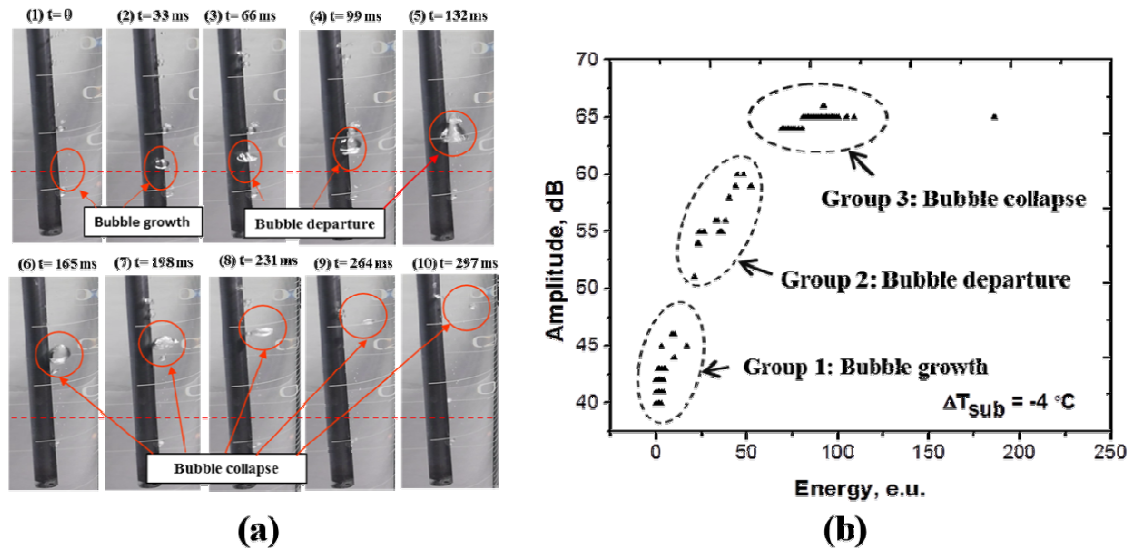 (1) t= 0
(2) t= 33 ms
(3) t= 66 ms
(4) t= 99 ms
(5) t= 132 ms
Bubble growth
Bubble departure
(6) t= 165 ms
(7) t= 198 ms
(8) t= 231 ms
(9) t= 264 ms
(10) t= 297 ms
Bubble collapse
(a)
70
65
60
55
50
45
40
Amplitude, dB
Group 3: Bubble collapse
Group 2: Bubble departure
Group 1: Bubble growth
ΔTsub = -4 °C
0
50
100
150
200
250
Energy, e.u.
(b)